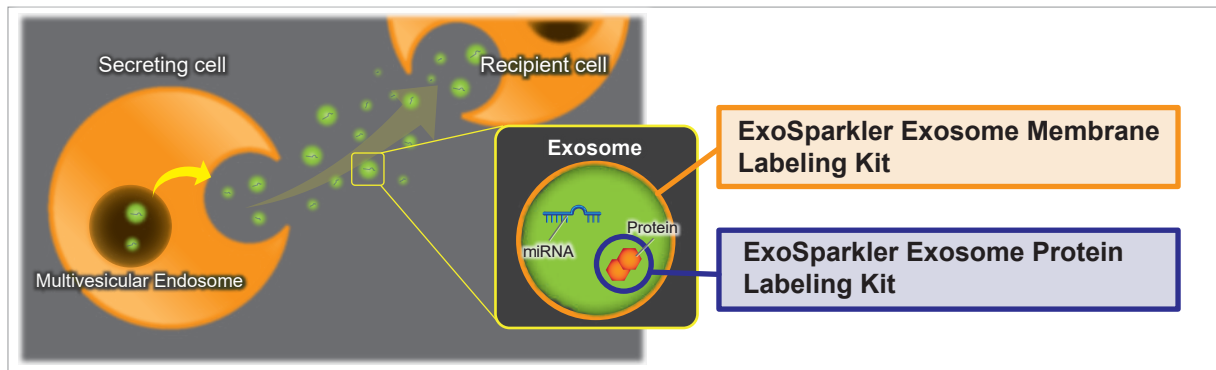 Secreting cell
Recipient cell
Multivesicular Endosome
Exosome
miRNA
Protein
ExoSparkler Exosome Membrane
Labeling Kit
ExoSparkler Exosome Protein
Labeling Kit